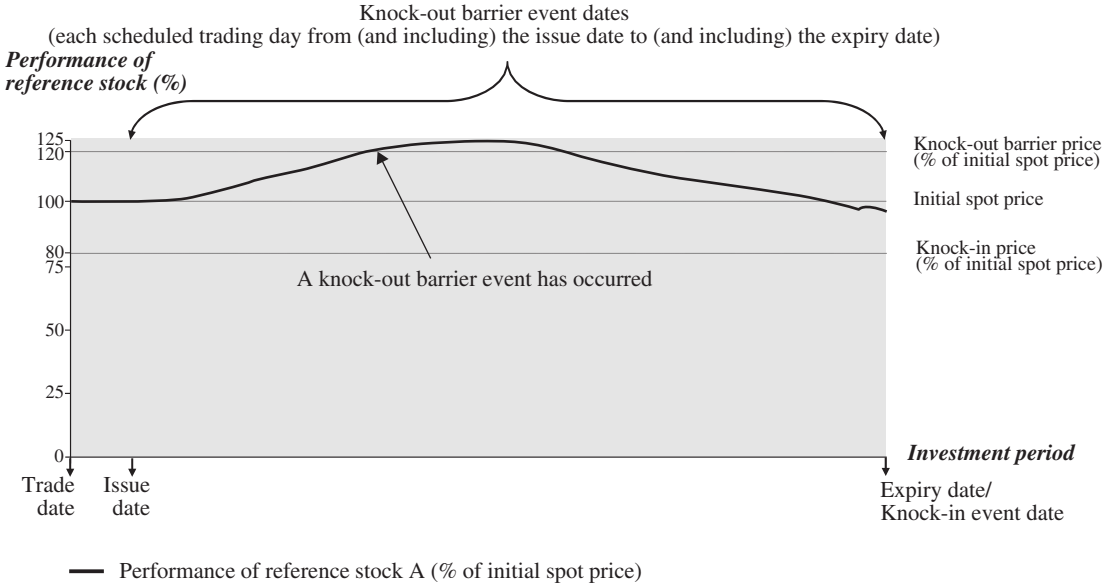 Knock-out barrier event dates
(each scheduled trading day from (and including) the issue date to (and including) the expiry date)
Performance of
reference stock (%)
125
120
100
80
75
50
25
0
Knock-out barrier price
(% of initial spot price)
Initial spot price
Knock-in price
(% of initial spot price)
A knock-out barrier event has occurred
Investment period
Trade
date
Issue
date
Expiry date/
Knock-in event date
Performance of reference stock A (% of initial spot price)